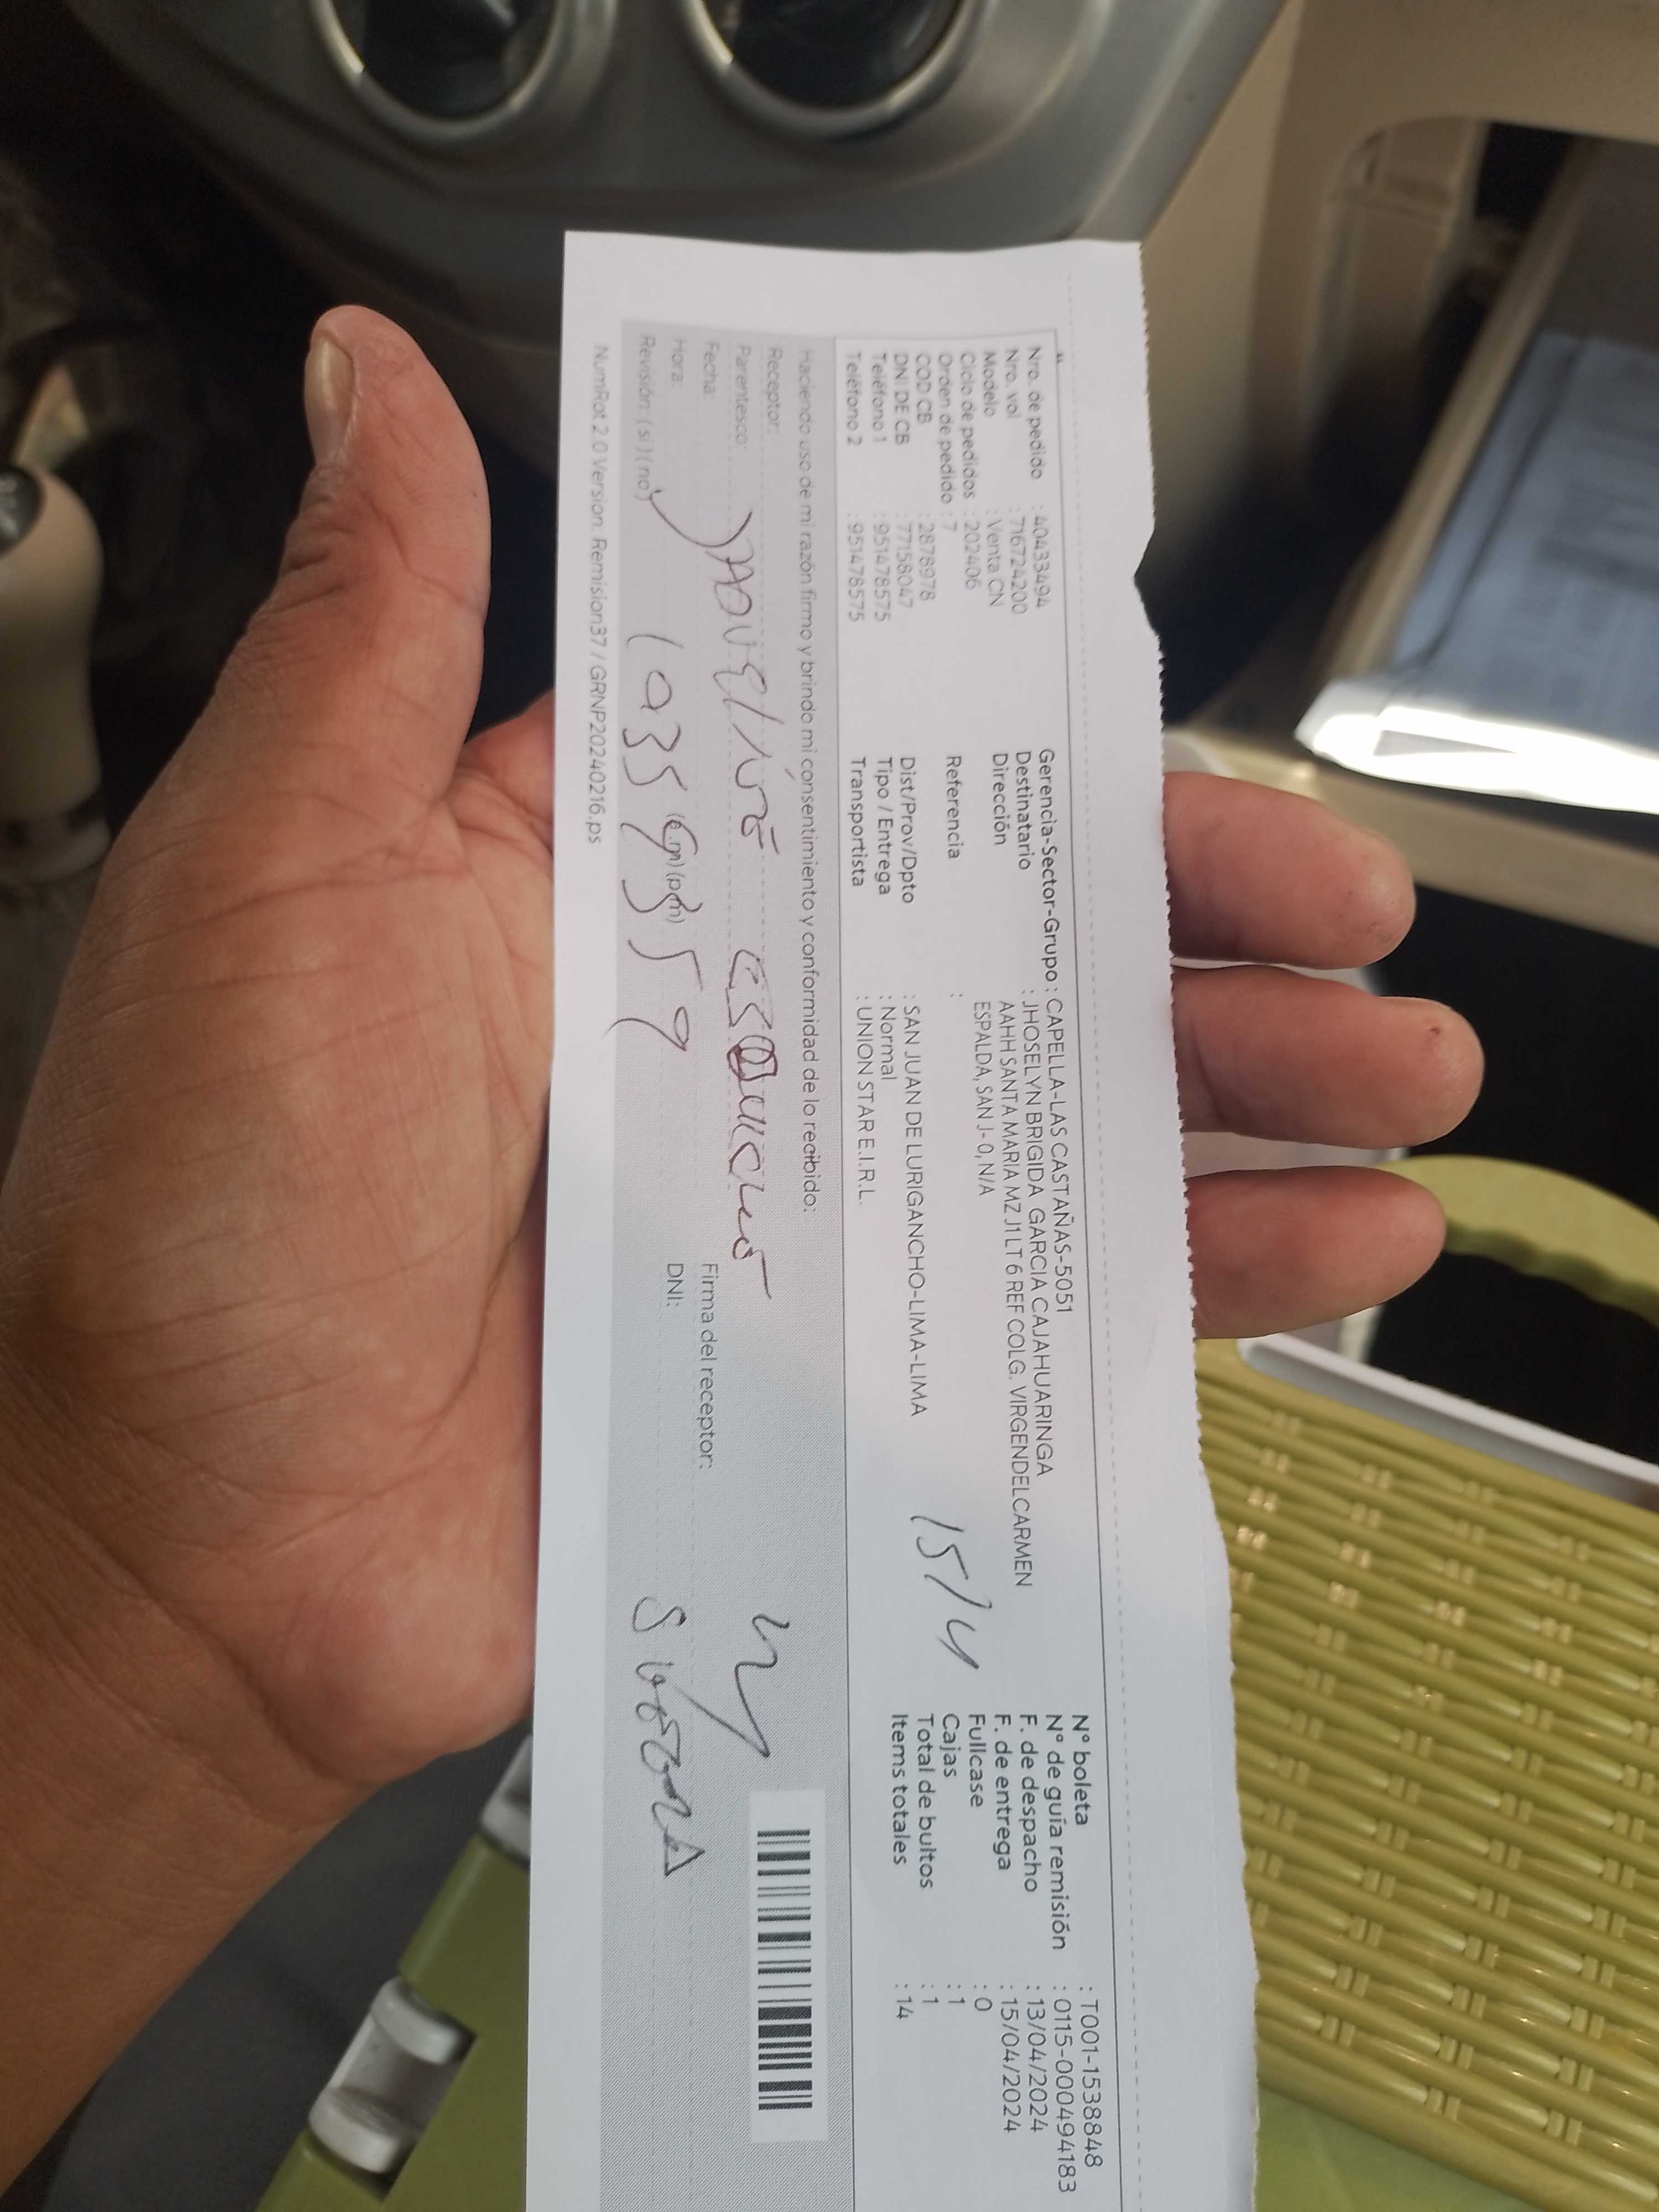 Nro. de pedido : 40433494
Nro. vol : 716724200
Modelo : Venta CN
Ciclo de pedidos : 202406
Orden de pedido : 7
COD CB : 2878978
DNI DE CB : 77158047
Teléfono 1 : 951478575
Teléfono 2 : 951478575
Gerencia-Sector-Grupo : CAPELLA-LAS CASTAÑAS-5051
Destinatario : JHOSELYN BRIGIDA GARCIA CAJAHUARINGA
Dirección AAHH SANTA MARIA MZ J1 LT 6 REF COLG. VIRGENDELCARMEN
ESPALDA, SAN J- 0, N/A
Referencia :
Dist/Prov/Dpto : SAN JUAN DE LURIGANCHO-LIMA-LIMA
Tipo / Entrega : Normal
Transportista : UNION STAR E.I.R.L.
15/4
N° boleta : T001-1538848
N° de guía remisión : 0115-000494183
F. de despacho : 13/04/2024
F. de entrega : 15/04/2024
Fullcase : 0
Cajas : 1
Total de bultos : 1
Items totales : 14
Haciendo uso de mi razón firmo y brindo mi consentimiento y conformidad de lo recibido:
Receptor:
Parentesco:
Fecha:
Hora: (a.m) (p.m)
Revisión: ( si ) ( no )
Firma del receptor:
DNI:
NumRot 2.0 Version. Remision37 / GRNP20240216.ps